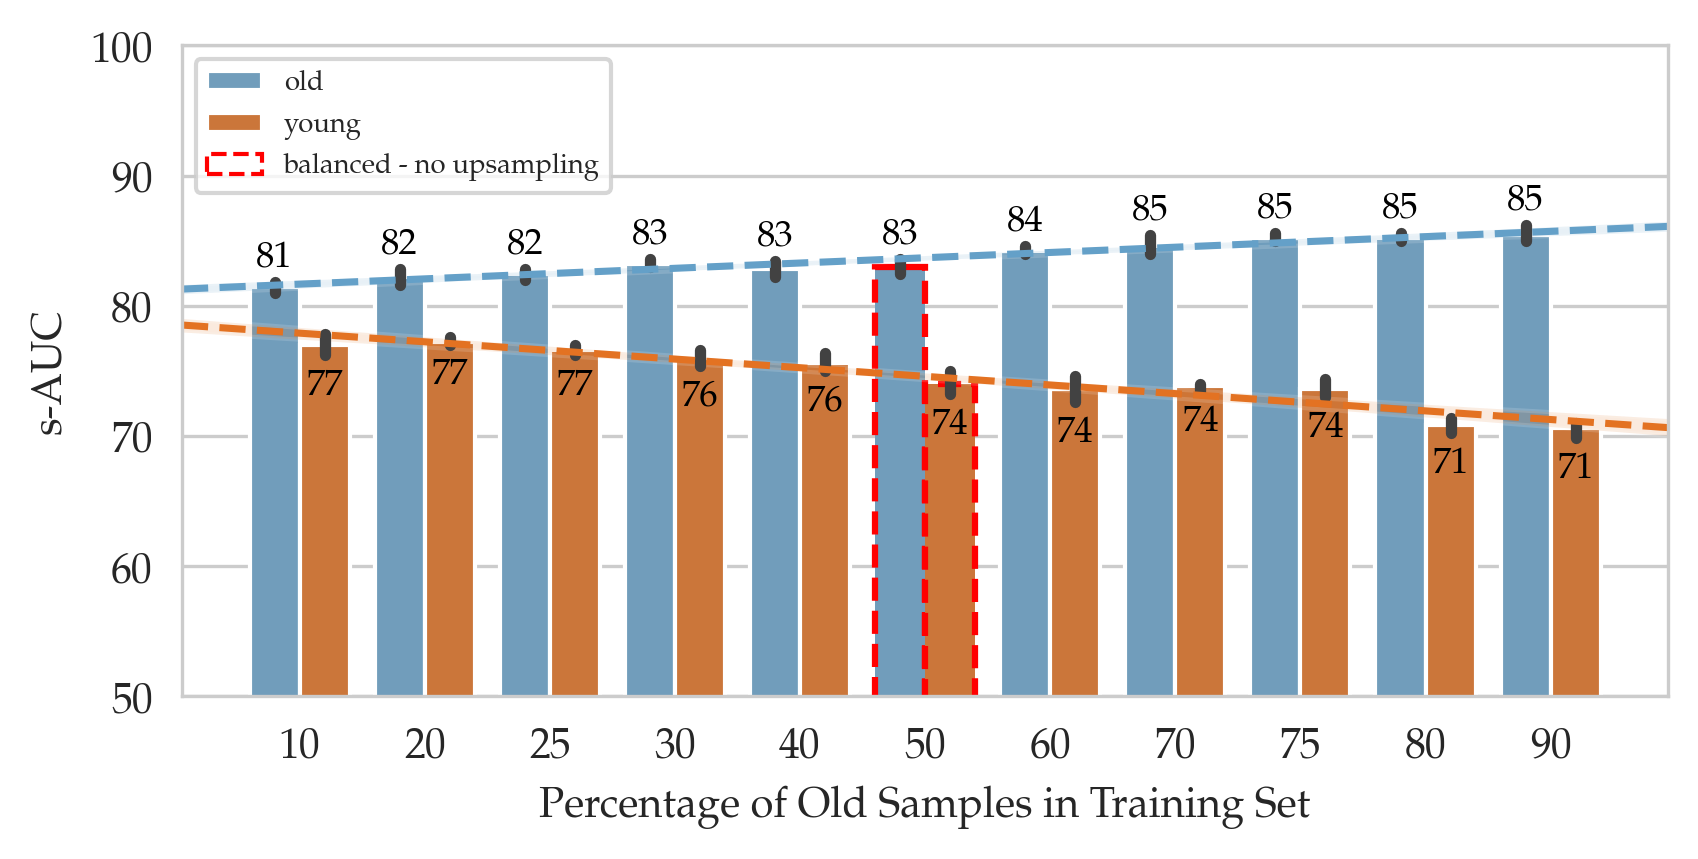 100
90
80
70
60
50
s-AUC
old
young
balanced - no upsampling
81 82 82 83 83 83 84 85 85 85 85
77 77 77 76 76 74 74 74 74 71 71
10 20 25 30 40 50 60 70 75 80 90
Percentage of Old Samples in Training Set